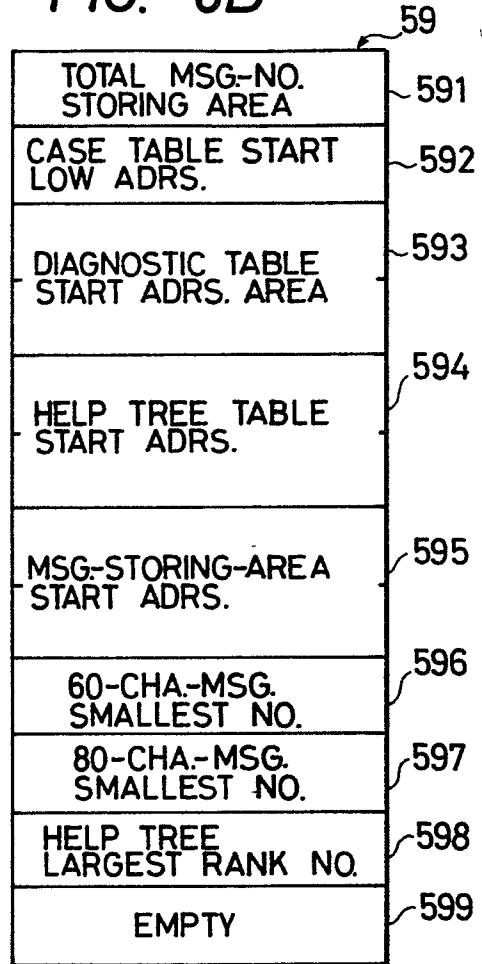 FIG.
59
TOTAL MSG.-NO.
STORING AREA
591
CASE TABLE START
LOW ADRS.
592
DIAGNOSTIC TABLE
START ADRS. AREA
593
HELP TREE TABLE
START ADRS.
594
MSG.-STORING-AREA
START ADRS.
595
60-CHA.-MSG.
SMALLEST NO.
596
80-CHA.-MSG.
SMALLEST NO.
597
HELP TREE
LARGEST RANK NO.
598
EMPTY
599